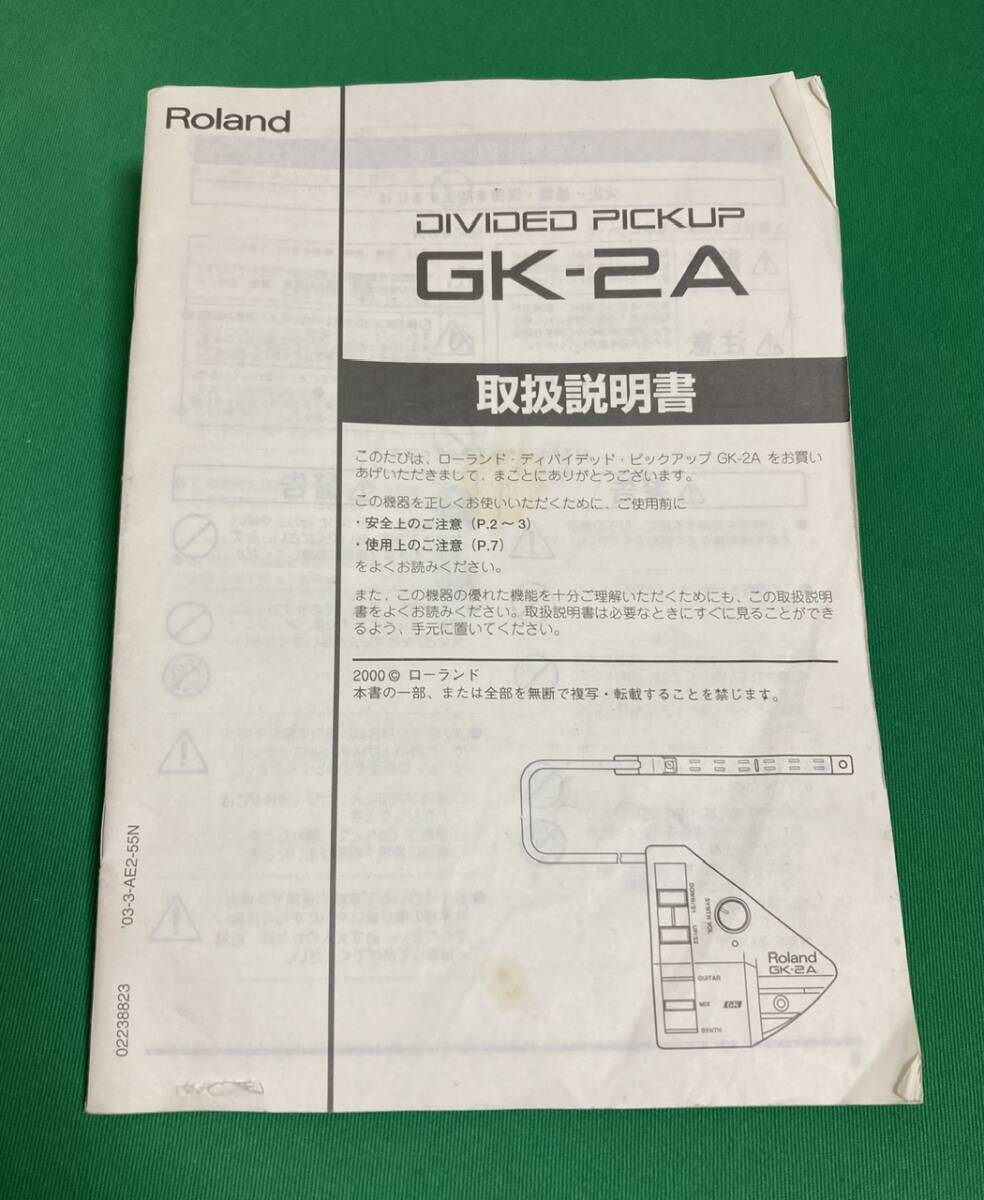 Roland
DIVIDED PICKUP
GK-2A
取扱説明書
このたびは、ローランド・ディバイデッド・ピックアップ GK-2A をお買い
あげいただきまして、まことにありがとうございます。
この機器を正しくお使いいただくために、ご使用前に
・安全上のご注意（P.2～3）
・使用上のご注意（P.7）
をよくお読みください。
また、この機器の優れた機能を十分ご理解いただくためにも、この取扱説明
書をよくお読みください。取扱説明書は必要なときにすぐに見ることができ
るよう、手元に置いてください。
2000 © ローランド
本書の一部、または全部を無断で複写・転載することを禁じます。
DOWN/S1
UP/S2
SYNTH VOL
GUITAR
MIX
SYNTH
GK
Roland
GK-2A
'03-3-AE2-55N
02238823